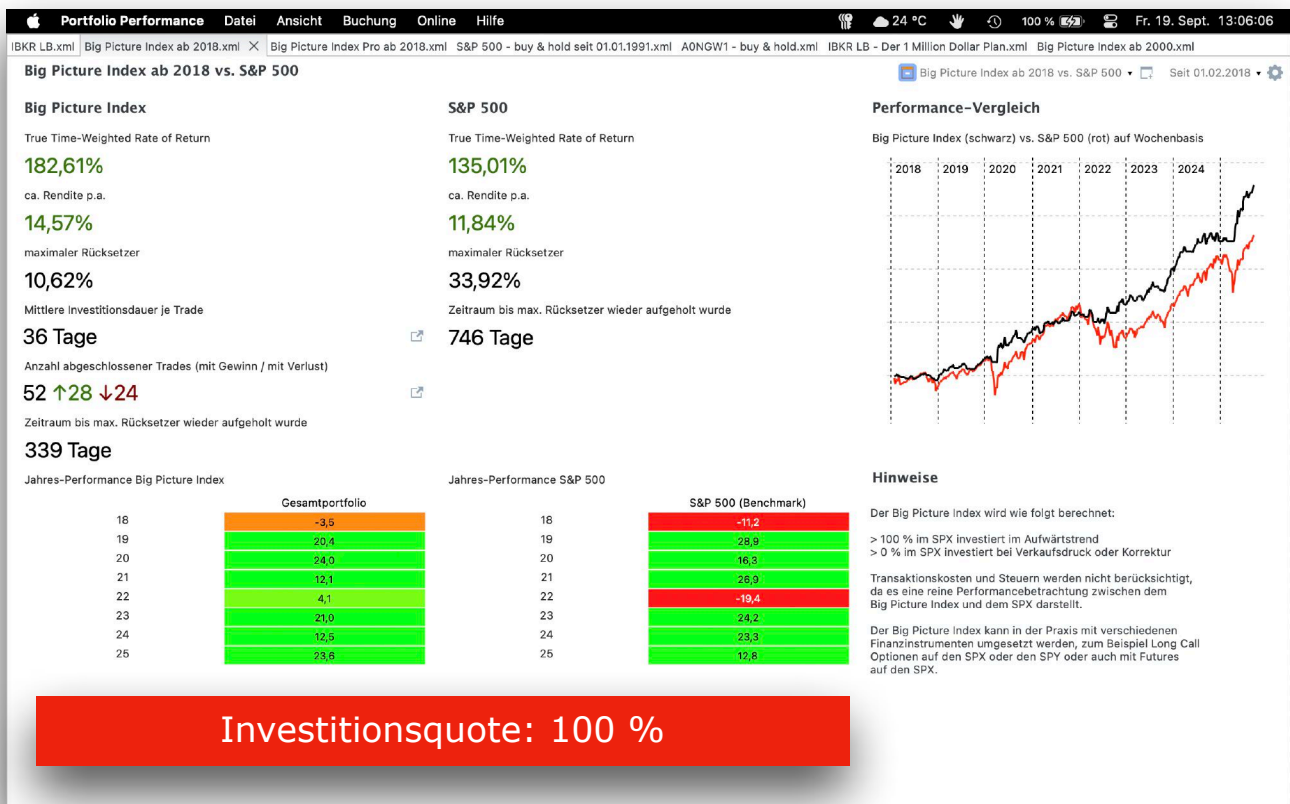 Portfolio Performance Datei Ansicht Buchung Online Hilfe 24 °C 100 % Fr. 19. Sept. 13:06:06
IBKR LB.xml Big Picture Index ab 2018.xml Big Picture Index Pro ab 2018.xml S&P 500 - buy & hold seit 01.01.1991.xml A0NGW1 - buy & hold.xml IBKR LB - Der 1 Million Dollar Plan.xml Big Picture Index ab 2000.xml
Big Picture Index ab 2018 vs. S&P 500
Big Picture Index ab 2018 vs. S&P 500 Seit 01.02.2018
Big Picture Index
True Time-Weighted Rate of Return
182,61%
ca. Rendite p.a.
14,57%
maximaler Rücksetzer
10,62%
Mittlere Investitionsdauer je Trade
36 Tage
Anzahl abgeschlossener Trades (mit Gewinn / mit Verlust)
52 ↑28 ↓24
Zeitraum bis max. Rücksetzer wieder aufgeholt wurde
339 Tage
S&P 500
True Time-Weighted Rate of Return
135,01%
ca. Rendite p.a.
11,84%
maximaler Rücksetzer
33,92%
Zeitraum bis max. Rücksetzer wieder aufgeholt wurde
746 Tage
Performance-Vergleich
Big Picture Index (schwarz) vs. S&P 500 (rot) auf Wochenbasis
2018 2019 2020 2021 2022 2023 2024
Jahres-Performance Big Picture Index
Gesamtportfolio
18 -3,5
19 20,4
20 24,0
21 12,1
22 4,1
23 21,0
24 12,5
25 23,6
Jahres-Performance S&P 500
S&P 500 (Benchmark)
18 -11,2
19 28,9
20 16,3
21 26,9
22 -19,4
23 24,2
24 23,3
25 12,8
Hinweise
Der Big Picture Index wird wie folgt berechnet:
> 100 % im SPX investiert im Aufwärtstrend
> 0 % im SPX investiert bei Verkaufsdruck oder Korrektur
Transaktionskosten und Steuern werden nicht berücksichtigt,
da es eine reine Performancebetrachtung zwischen dem
Big Picture Index und dem SPX darstellt.
Der Big Picture Index kann in der Praxis mit verschiedenen
Finanzinstrumenten umgesetzt werden, zum Beispiel Long Call
Optionen auf den SPX oder den SPY oder auch mit Futures
auf den SPX.
Investitionsquote: 100 %